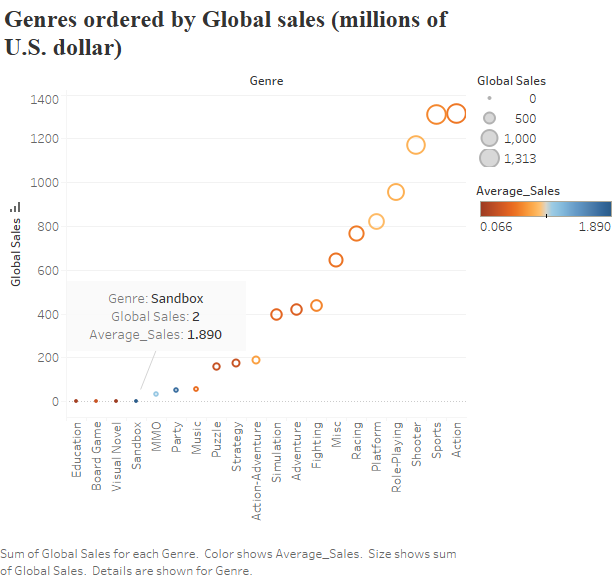 Genres ordered by Global sales (millions of
U.S. dollar)
Genre
Global Sales
1400
1200
1000
800
600
400
200
0
Genre: Sandbox
Global Sales: 2
Average_Sales: 1.890
Education
Board Game
Visual Novel
Sandbox
MMO
Party
Music
Puzzle
Strategy
Action-Adventure
Simulation
Adventure
Fighting
Misc
Racing
Platform
Role-Playing
Shooter
Sports
Action
Global Sales
0
500
1,000
1,313
Average_Sales
0.066
1.890
Sum of Global Sales for each Genre. Color shows Average_Sales. Size shows sum
of Global Sales. Details are shown for Genre.